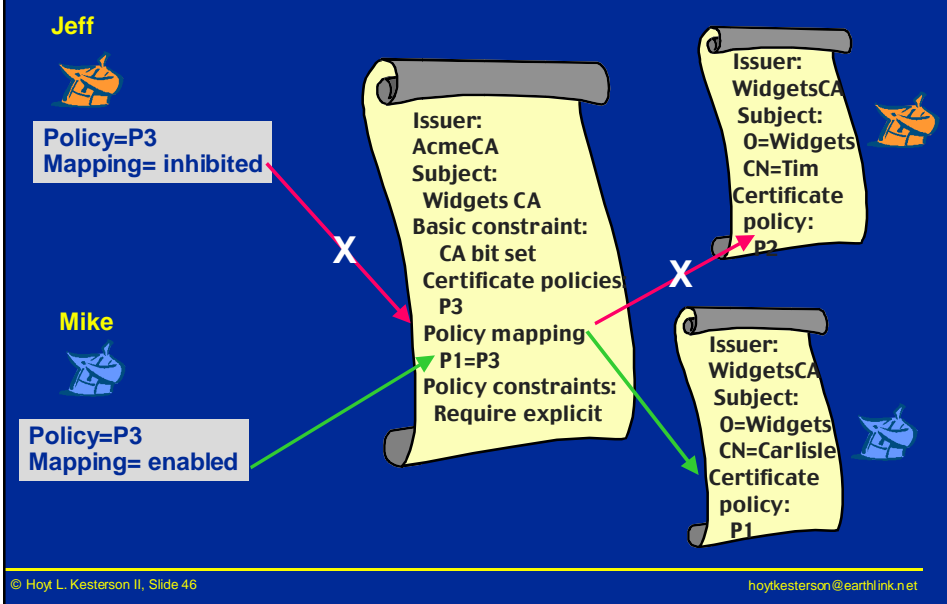 Jeff
Policy=P3
Mapping= inhibited
Mike
Policy=P3
Mapping= enabled
X
Issuer:
AcmeCA
Subject:
Widgets CA
Basic constraint:
CA bit set
Certificate policies:
P3
Policy mapping
P1=P3
Policy constraints:
Require explicit
X
Issuer:
WidgetsCA
Subject:
O=Widgets
CN=Tim
Certificate
policy:
P2
Issuer:
WidgetsCA
Subject:
O=Widgets
CN=Carlisle
Certificate
policy:
P1
© Hoyt L. Kesterson II, Slide 46
hoytkesterson@earthlink.net